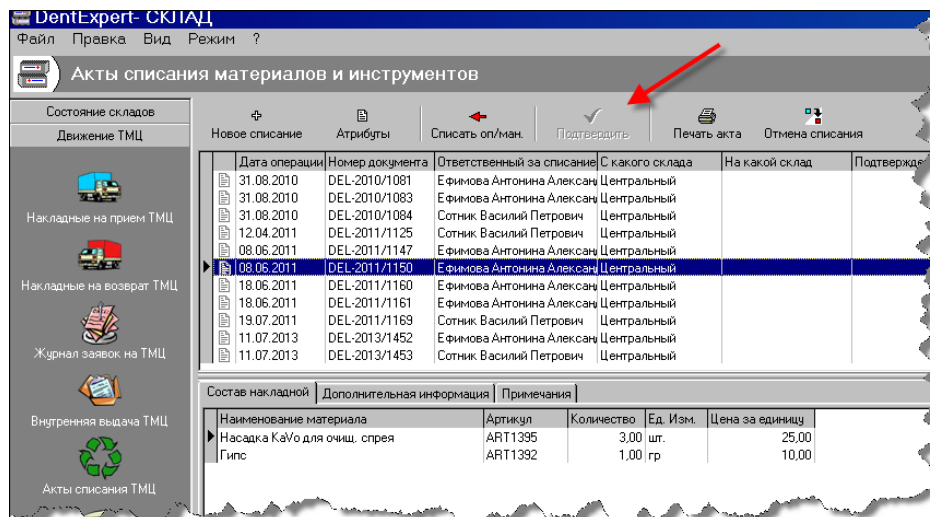 DentExpert- СКЛАД
Файл Правка Вид Режим ?
Акты списания материалов и инструментов
Состояние складов
Движение ТМЦ
Накладные на прием ТМЦ
Накладные на возврат ТМЦ
Журнал заявок на ТМЦ
Внутренняя выдача ТМЦ
Акты списания ТМЦ
Новое списание Атрибуты Списать оп/ман. Подтвердить Печать акта Отмена списания
Дата операции Номер документа Ответственный за списание С какого склада На какой склад Подтвержде
31.08.2010 DEL-2010/1081 Ефимова Антонина Алексан Центральный
31.08.2010 DEL-2010/1083 Ефимова Антонина Алексан Центральный
31.08.2010 DEL-2010/1084 Сотник Василий Петрович Центральный
12.04.2011 DEL-2011/1125 Сотник Василий Петрович Центральный
08.06.2011 DEL-2011/1147 Ефимова Антонина Алексан Центральный
08.06.2011 DEL-2011/1150 Ефимова Антонина Алексан Центральный
18.06.2011 DEL-2011/1160 Ефимова Антонина Алексан Центральный
18.06.2011 DEL-2011/1161 Ефимова Антонина Алексан Центральный
19.07.2011 DEL-2011/1169 Сотник Василий Петрович Центральный
11.07.2013 DEL-2013/1452 Ефимова Антонина Алексан Центральный
11.07.2013 DEL-2013/1453 Сотник Василий Петрович Центральный
Состав накладной Дополнительная информация Примечания
Наименование материала Артикул Количество Ед. Изм. Цена за единицу
Насадка KaVo для очищ. спрея ART1395 3,00 шт. 25,00
Гипс ART1392 1,00 гр 10,00